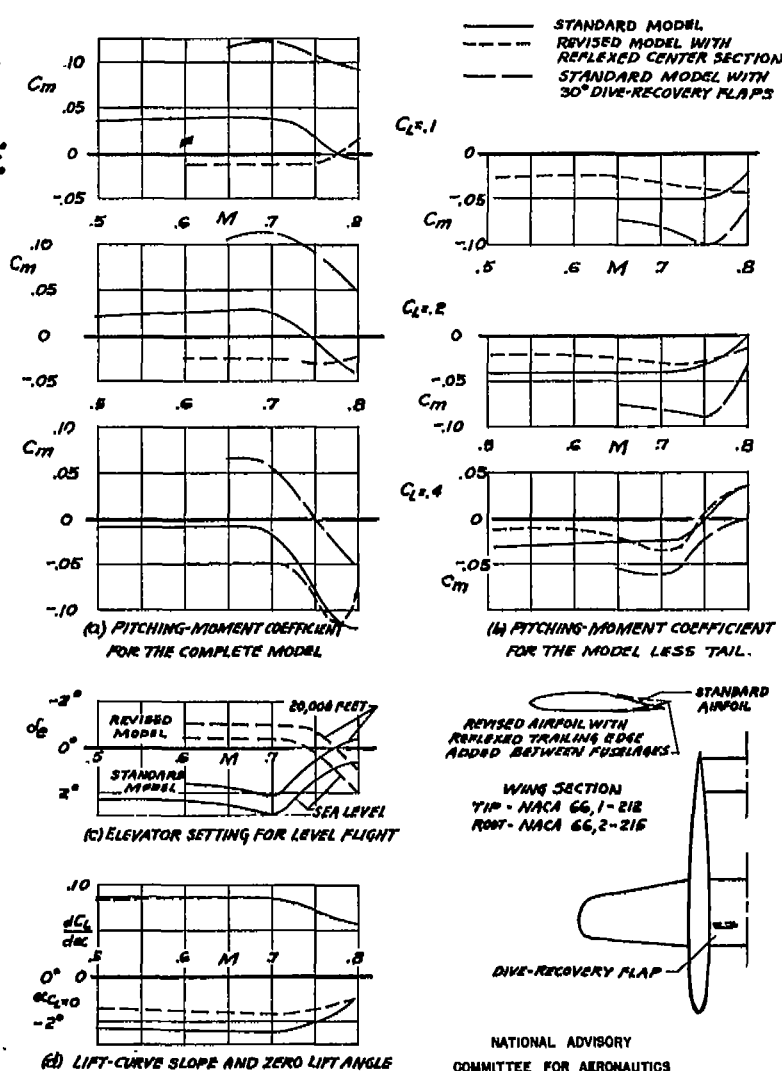 STANDARD MODEL
REVISED MODEL WITH
REFLEXED CENTER SECTION
STANDARD MODEL WITH
30° DIVE-RECOVERY FLAPS
.10
Cm
.05
0
-.05
.5 .6 M .7 .8
CL=.1
0
-.05
Cm
-.10
.5 .6 M .7 .8
.10
Cm
.05
0
-.05
.5 .6 M .7 .8
CL=.2
0
-.05
Cm
-.10
.5 .6 M .7 .8
.10
Cm
.05
0
-.05
-.10
CL=.4
.05
0
-.05
Cm
(a) PITCHING-MOMENT COEFFICIENT
FOR THE COMPLETE MODEL
(b) PITCHING-MOMENT COEFFICIENT
FOR THE MODEL LESS TAIL.
-2°
δe
0°
2°
20,000 FEET
REVISED
MODEL
.5 .6 M .7 .8
STANDARD
MODEL
SEA LEVEL
(c) ELEVATOR SETTING FOR LEVEL FLIGHT
STANDARD
AIRFOIL
REVISED AIRFOIL WITH
REFLEXED TRAILING EDGE
ADDED BETWEEN FUSELAGES
WING SECTION
TIP - NACA 66,1-212
ROOT - NACA 66,2-215
.10
dCL
dα
.5 .6 M .7 .8
0° 0
αCL=0
-2°
(d) LIFT-CURVE SLOPE AND ZERO LIFT ANGLE
DIVE-RECOVERY FLAP
NATIONAL ADVISORY
COMMITTEE FOR AERONAUTICS